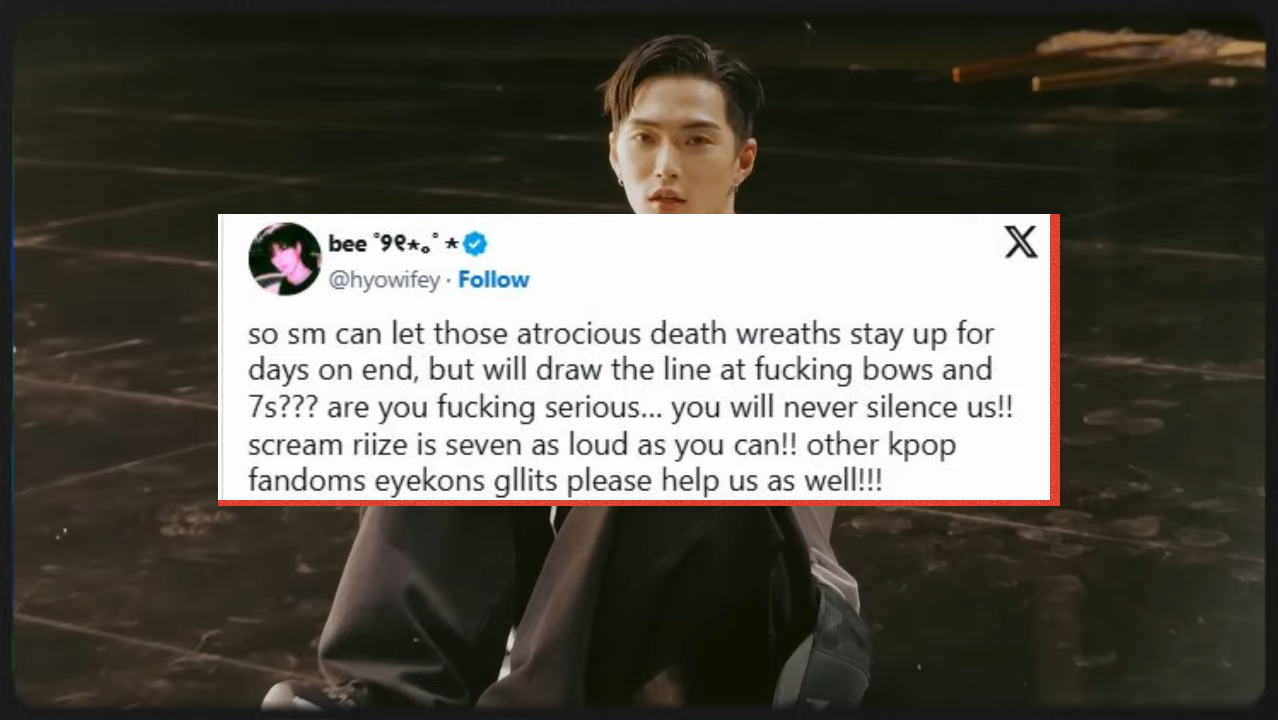 bee ˚୨୧⋆｡˚ ⋆
@hyowifey · Follow
so sm can let those atrocious death wreaths stay up for
days on end, but will draw the line at fucking bows and
7s??? are you fucking serious... you will never silence us!!
scream riize is seven as loud as you can!! other kpop
fandoms eyekons gllits please help us as well!!!